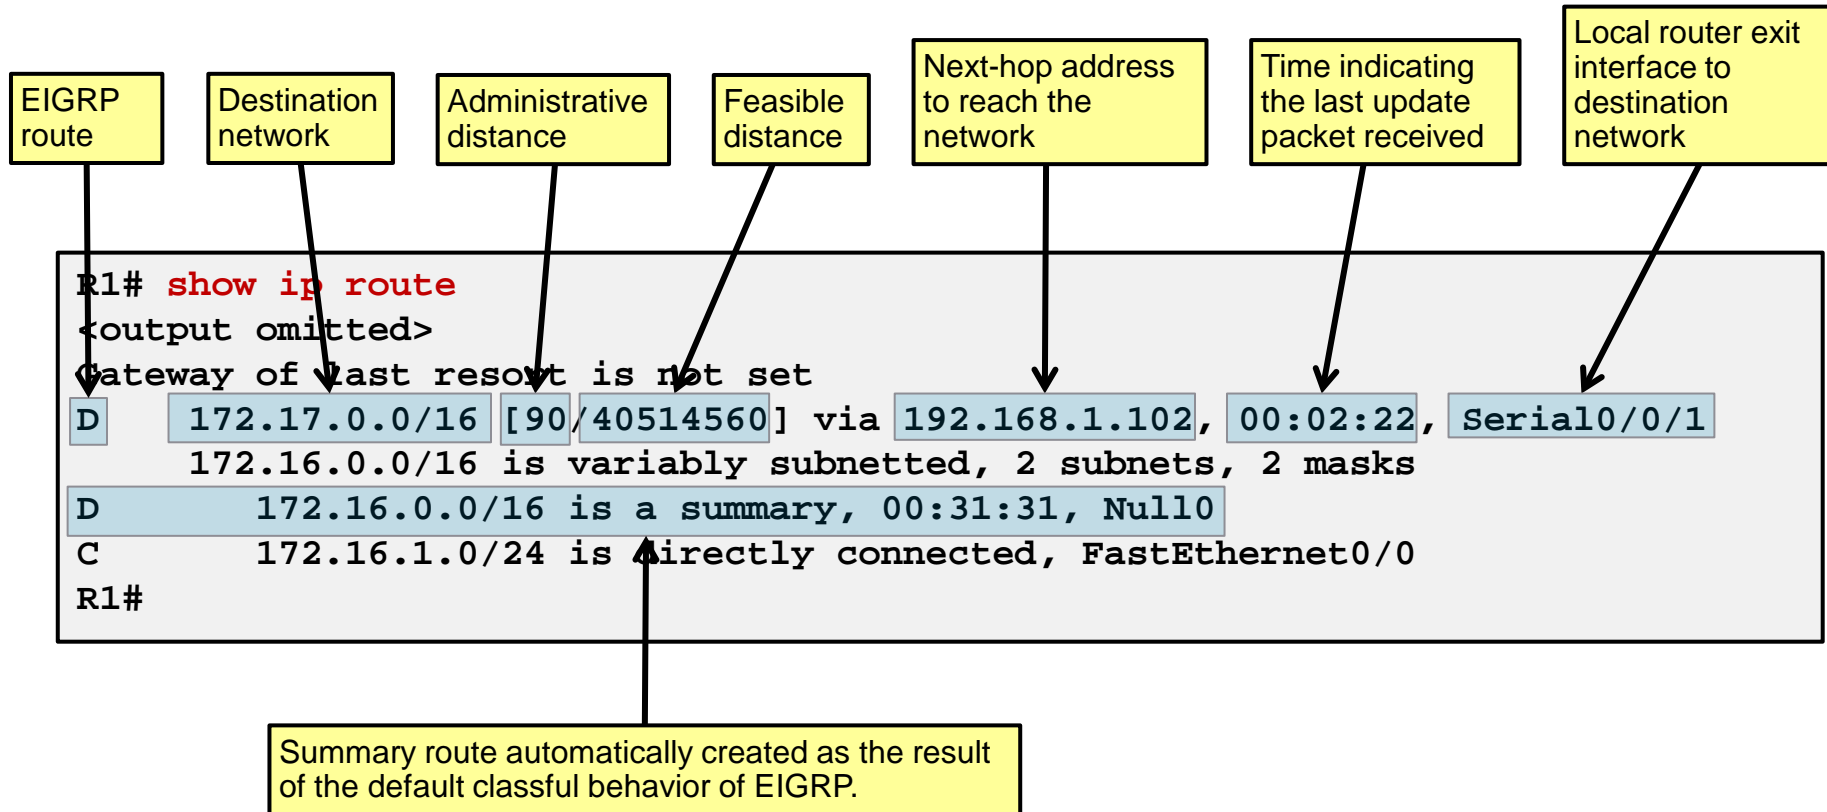 EIGRP
route
Destination
network
Administrative
distance
Feasible
distance
Next-hop address
to reach the
network
Time indicating
the last update
packet received
Local router exit
interface to
destination
network
R1# show ip route
<output omitted>
Gateway of last resort is not set
D 172.17.0.0/16 [90/40514560] via 192.168.1.102, 00:02:22, Serial0/0/1
172.16.0.0/16 is variably subnetted, 2 subnets, 2 masks
D 172.16.0.0/16 is a summary, 00:31:31, Null0
C 172.16.1.0/24 is directly connected, FastEthernet0/0
R1#
Summary route automatically created as the result
of the default classful behavior of EIGRP.